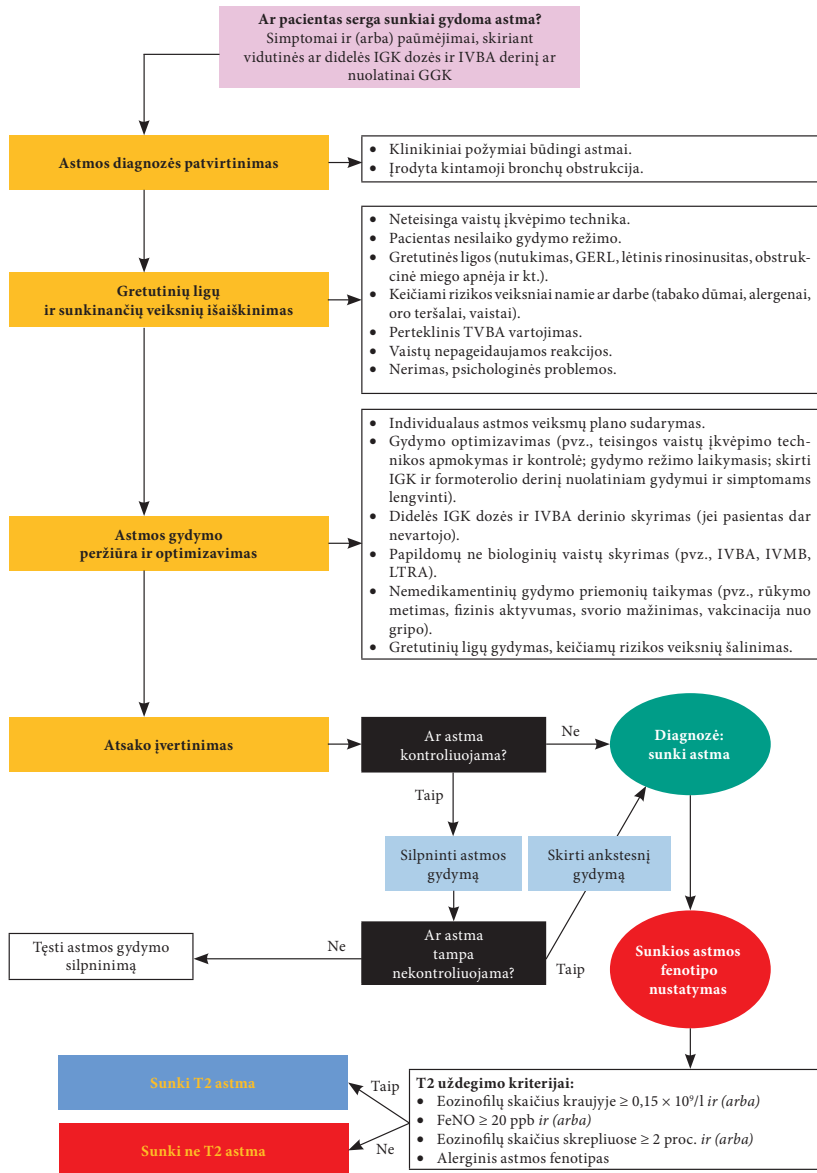 Ar pacientas serga sunkiai gydoma astma?
Simptomai ir (arba) paūmėjimai, skiriant
vidutinės ar didelės IGK dozės ir IVBA derinį ar
nuolatinai GGK
Astmos diagnozės patvirtinimas
• Klinikiniai požymiai būdingi astmai.
• Įrodyta kintamoji bronchų obstrukcija.
Gretutinių ligų
ir sunkinančių veiksnių išaiškinimas
• Neteisinga vaistų įkvėpimo technika.
• Pacientas nesilaiko gydymo režimo.
• Gretutinės ligos (nutukimas, GERL, lėtinis rinosinusitas, obstruk-
cinė miego apnėja ir kt.).
• Keičiami rizikos veiksniai namie ar darbe (tabako dūmai, alergenai,
oro teršalai, vaistai).
• Perteklinis TVBA vartojimas.
• Vaistų nepageidaujamos reakcijos.
• Nerimas, psichologinės problemos.
Astmos gydymo
peržiūra ir optimizavimas
• Individualaus astmos veiksmų plano sudarymas.
• Gydymo optimizavimas (pvz., teisingos vaistų įkvėpimo tech-
nikos apmokymas ir kontrolė; gydymo režimo laikymasis; skirti
IGK ir formoterolio derinį nuolatiniam gydymui ir simptomams
lengvinti).
• Didelės IGK dozės ir IVBA derinio skyrimas (jei pasientas dar
nevartojo).
• Papildomų ne biologinių vaistų skyrimas (pvz., IVBA, IVMB,
LTRA).
• Nemedikamentinių gydymo priemonių taikymas (pvz., rūkymo
metimas, fizinis aktyvumas, svorio mažinimas, vakcinacija nuo
gripo).
• Gretutinių ligų gydymas, keičiamų rizikos veiksnių šalinimas.
Atsako įvertinimas
Ar astma
kontroliuojama?
Ne
Diagnozė:
sunki astma
Taip
Silpninti astmos
gydymą
Skirti ankstesnį
gydymą
Tęsti astmos gydymo
silpninimą
Ne
Ar astma
tampa
nekontroliuojama?
Taip
Sunkios astmos
fenotipo
nustatymas
Sunki T2 astma
Taip
Sunki ne T2 astma
Ne
T2 uždegimo kriterijai:
• Eozinofilų skaičius kraujyje ≥ 0,15 × 10⁹/l ir (arba)
• FeNO ≥ 20 ppb ir (arba)
• Eozinofilų skaičius skrepliuose ≥ 2 proc. ir (arba)
• Alerginis astmos fenotipas